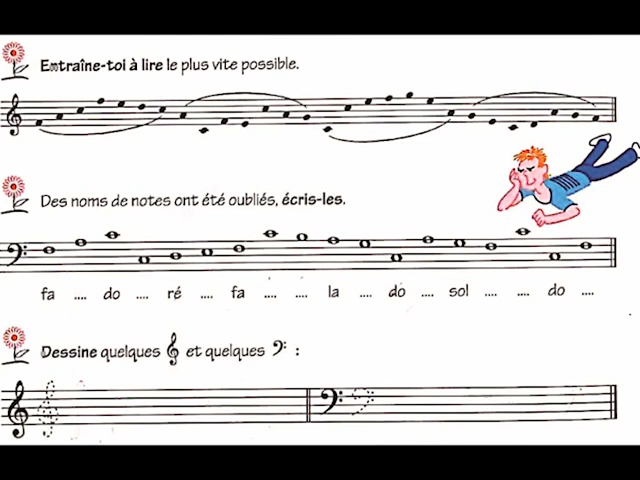 Entraîne-toi à lire le plus vite possible.
Des noms de notes ont été oubliés, écris-les.
fa .... do .... ré .... fa .... .... la .... do .... sol .... .... do ....
Dessine quelques 𝄞 et quelques 𝄢 :